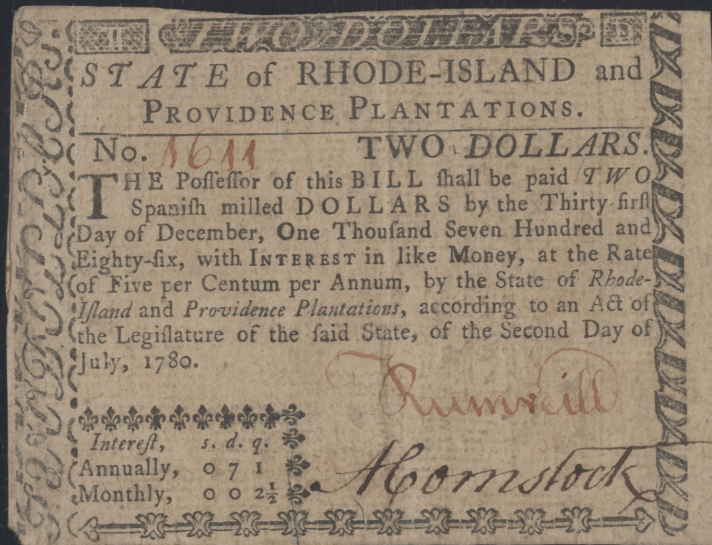 II TWO DOLLARS II
STATE of RHODE-ISLAND and
PROVIDENCE PLANTATIONS.
No. 1611 TWO DOLLARS.
THE Poſſeſſor of this BILL ſhall be paid TWO
Spaniſh milled DOLLARS by the Thirty-firſt
Day of December, One Thouſand Seven Hundred and
Eighty-ſix, with INTEREST in like Money, at the Rate
of Five per Centum per Annum, by the State of Rhode-
Iſland and Providence Plantations, according to an Act of
the Legiſlature of the ſaid State, of the Second Day of
July, 1780.
T Rumreill
Intereſt, s. d. q.
Annually, 0 7 1
Monthly, 0 0 2½
A Comstock